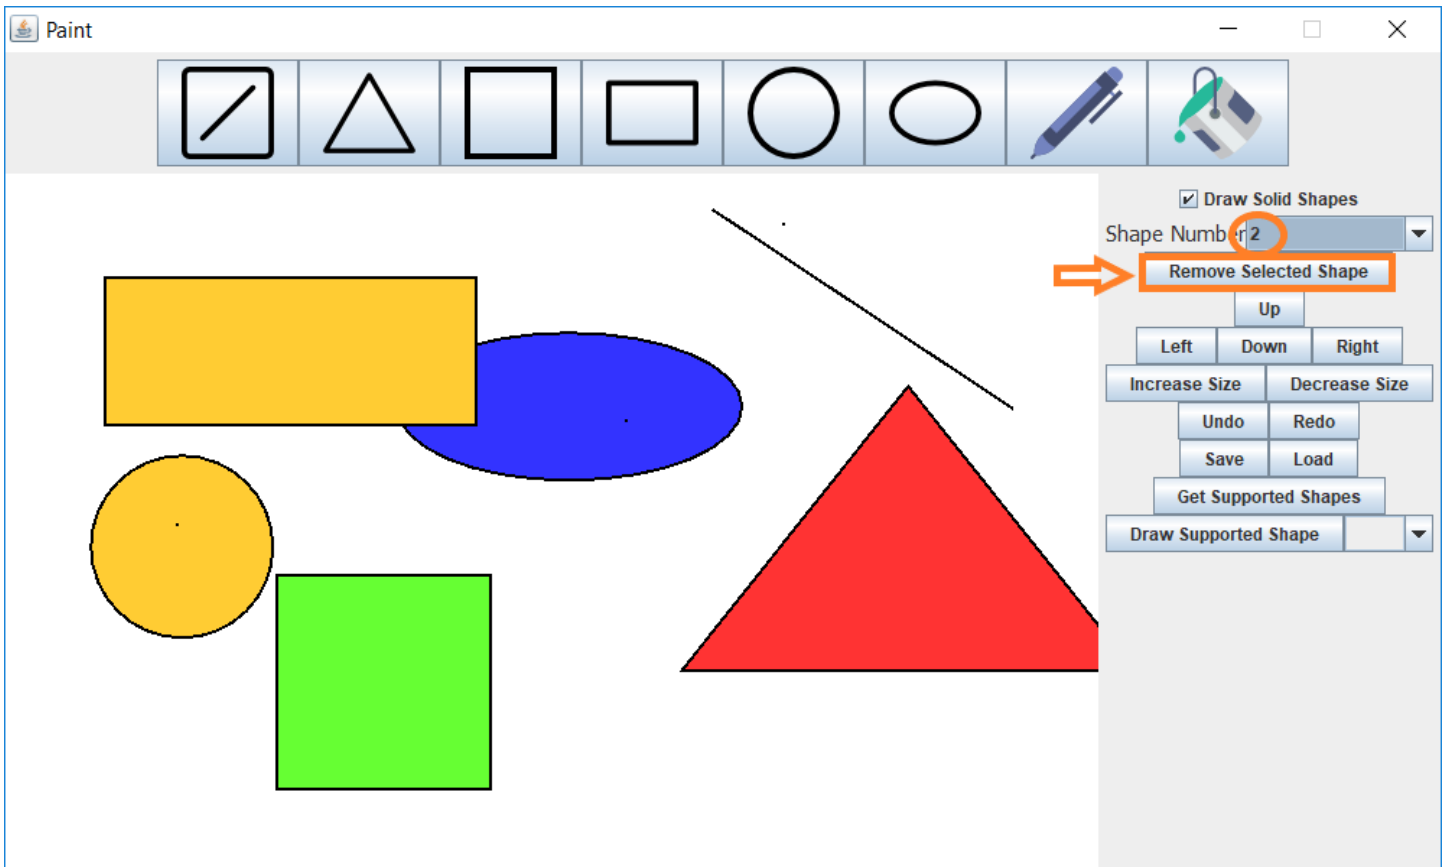 Paint
Draw Solid Shapes
Shape Number 2
Remove Selected Shape
Up
Left Down Right
Increase Size Decrease Size
Undo Redo
Save Load
Get Supported Shapes
Draw Supported Shape